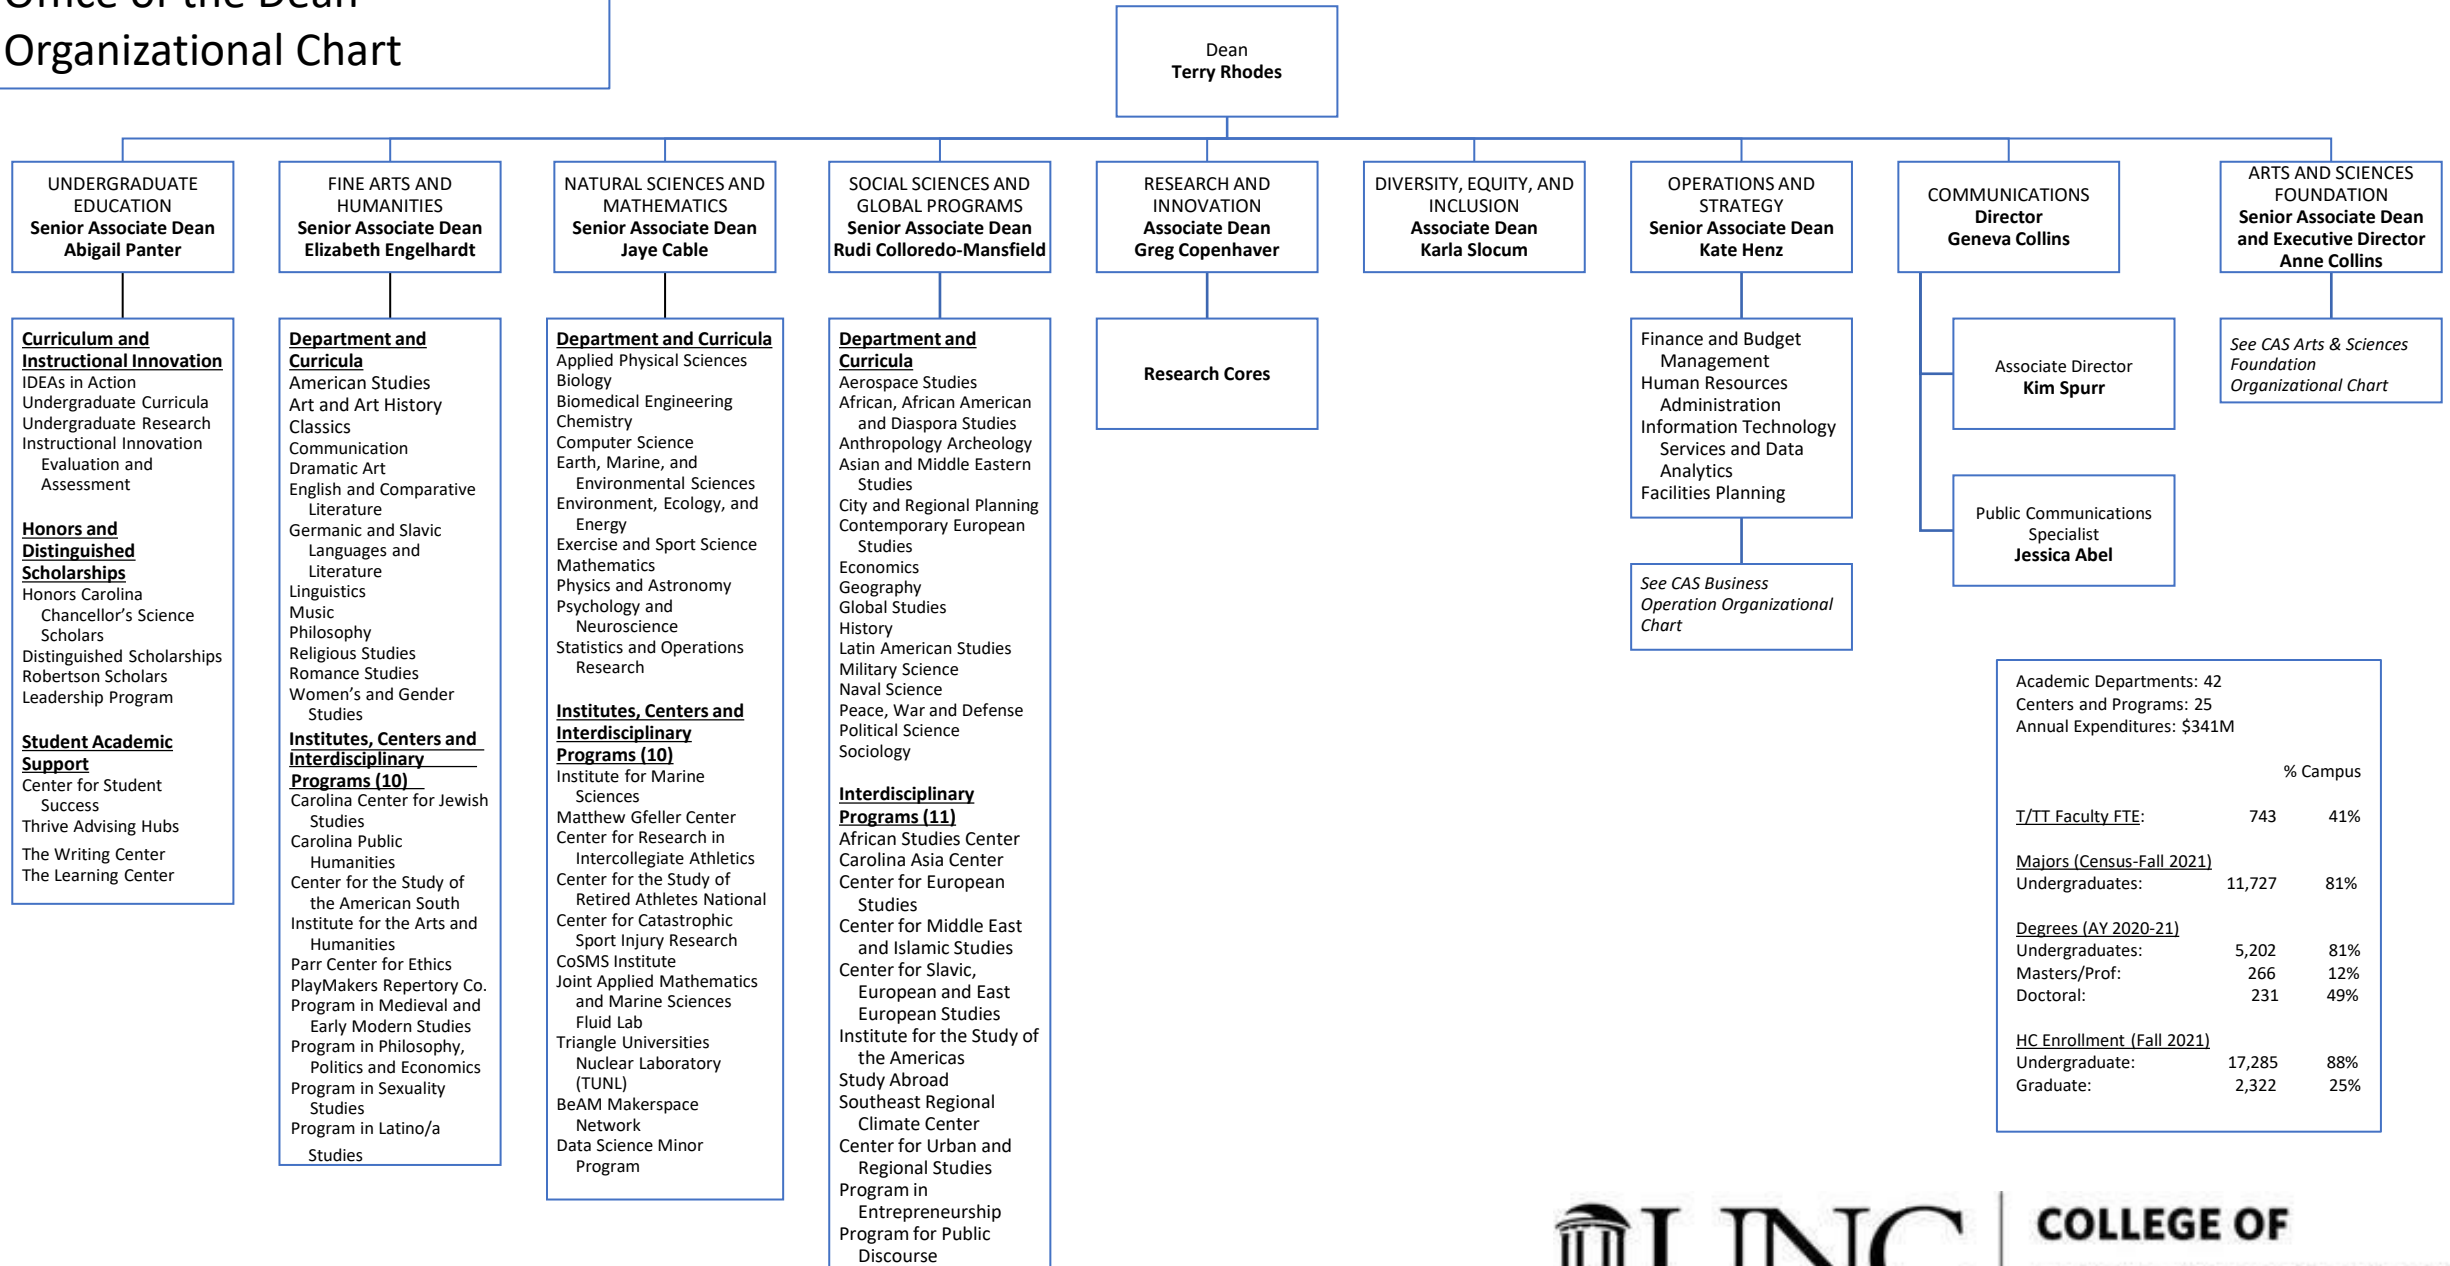 Office of the Dean
Organizational Chart
Dean
Terry Rhodes
UNDERGRADUATE
EDUCATION
Senior Associate Dean
Abigail Panter
FINE ARTS AND
HUMANITIES
Senior Associate Dean
Elizabeth Engelhardt
NATURAL SCIENCES AND
MATHEMATICS
Senior Associate Dean
Jaye Cable
SOCIAL SCIENCES AND
GLOBAL PROGRAMS
Senior Associate Dean
Rudi Colloredo-Mansfield
RESEARCH AND
INNOVATION
Associate Dean
Greg Copenhaver
DIVERSITY, EQUITY, AND
INCLUSION
Associate Dean
Karla Slocum
OPERATIONS AND
STRATEGY
Senior Associate Dean
Kate Henz
COMMUNICATIONS
Director
Geneva Collins
ARTS AND SCIENCES
FOUNDATION
Senior Associate Dean
and Executive Director
Anne Collins
Curriculum and
Instructional Innovation
IDEAs in Action
Undergraduate Curricula
Undergraduate Research
Instructional Innovation
Evaluation and
Assessment
Honors and
Distinguished
Scholarships
Honors Carolina
Chancellor's Science
Scholars
Distinguished Scholarships
Robertson Scholars
Leadership Program
Student Academic
Support
Center for Student
Success
Thrive Advising Hubs
The Writing Center
The Learning Center
Department and
Curricula
American Studies
Art and Art History
Classics
Communication
Dramatic Art
English and Comparative
Literature
Germanic and Slavic
Languages and
Literature
Linguistics
Music
Philosophy
Religious Studies
Romance Studies
Women's and Gender
Studies
Institutes, Centers and
Interdisciplinary
Programs (10)
Carolina Center for Jewish
Studies
Carolina Public
Humanities
Center for the Study of
the American South
Institute for the Arts and
Humanities
Parr Center for Ethics
PlayMakers Repertory Co.
Program in Medieval and
Early Modern Studies
Program in Philosophy,
Politics and Economics
Program in Sexuality
Studies
Program in Latino/a
Studies
Department and Curricula
Applied Physical Sciences
Biology
Biomedical Engineering
Chemistry
Computer Science
Earth, Marine, and
Environmental Sciences
Environment, Ecology, and
Energy
Exercise and Sport Science
Mathematics
Physics and Astronomy
Psychology and
Neuroscience
Statistics and Operations
Research
Institutes, Centers and
Interdisciplinary
Programs (10)
Institute for Marine
Sciences
Matthew Gfeller Center
Center for Research in
Intercollegiate Athletics
Center for the Study of
Retired Athletes National
Center for Catastrophic
Sport Injury Research
CoSMS Institute
Joint Applied Mathematics
and Marine Sciences
Fluid Lab
Triangle Universities
Nuclear Laboratory
(TUNL)
BeAM Makerspace
Network
Data Science Minor
Program
Department and
Curricula
Aerospace Studies
African, African American
and Diaspora Studies
Anthropology Archeology
Asian and Middle Eastern
Studies
City and Regional Planning
Contemporary European
Studies
Economics
Geography
Global Studies
History
Latin American Studies
Military Science
Naval Science
Peace, War and Defense
Political Science
Sociology
Interdisciplinary
Programs (11)
African Studies Center
Carolina Asia Center
Center for European
Studies
Center for Middle East
and Islamic Studies
Center for Slavic,
European and East
European Studies
Institute for the Study of
the Americas
Study Abroad
Southeast Regional
Climate Center
Center for Urban and
Regional Studies
Program in
Entrepreneurship
Program for Public
Discourse
Research Cores
Finance and Budget
Management
Human Resources
Administration
Information Technology
Services and Data
Analytics
Facilities Planning
See CAS Business
Operation Organizational
Chart
Associate Director
Kim Spurr
Public Communications
Specialist
Jessica Abel
See CAS Arts & Sciences
Foundation
Organizational Chart
Academic Departments: 42
Centers and Programs: 25
Annual Expenditures: $341M
% Campus
T/TT Faculty FTE: 743 41%
Majors (Census-Fall 2021)
Undergraduates: 11,727 81%
Degrees (AY 2020-21)
Undergraduates: 5,202 81%
Masters/Prof: 266 12%
Doctoral: 231 49%
HC Enrollment (Fall 2021)
Undergraduate: 17,285 88%
Graduate: 2,322 25%
UNC
COLLEGE OF